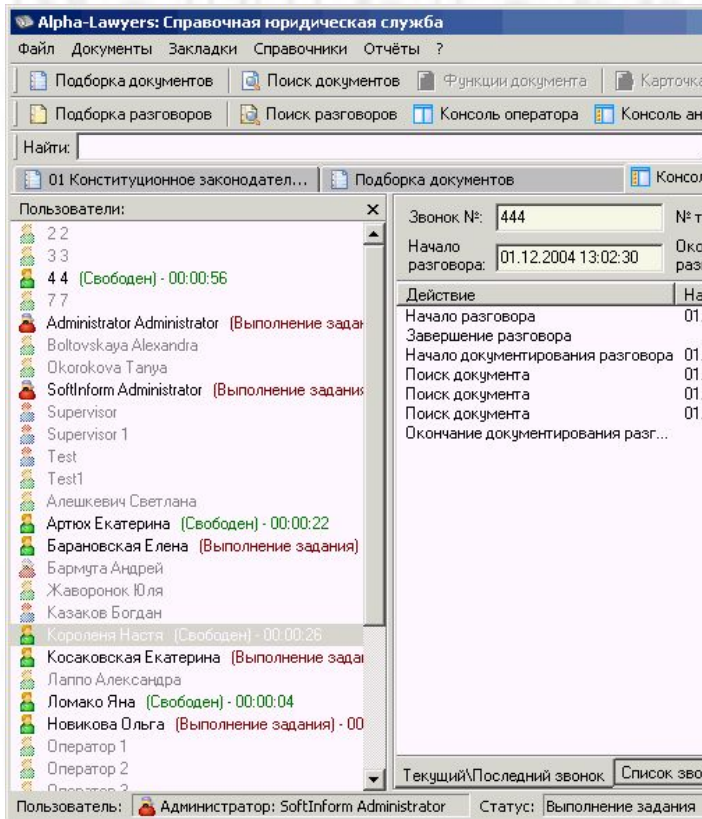 Alpha-Lawyers: Справочная юридическая служба
Файл Документы Закладки Справочники Отчёты ?
Подборка документов Поиск документов Функции документа Карточка
Подборка разговоров Поиск разговоров Консоль оператора Консоль ан
Найти:
01 Конституционное законодател... Подборка документов Консол
Пользователи:
2 2
3 3
4 4 (Свободен) - 00:00:56
7 7
Administrator Administrator (Выполнение задан
Boltovskaya Alexandra
Okorokova Tanya
SoftInform Administrator (Выполнение задания
Supervisor
Supervisor 1
Test
Test1
Алешкевич Светлана
Артюх Екатерина (Свободен) - 00:00:22
Барановская Елена (Выполнение задания)
Бармута Андрей
Жаворонок Юля
Казаков Богдан
Короленя Настя (Свободен) - 00:00:26
Косаковская Екатерина (Выполнение зада
Лаппо Александра
Ломако Яна (Свободен) - 00:00:04
Новикова Ольга (Выполнение задания) - 00
Оператор 1
Оператор 2
Звонок №: 444 № т
Начало разговора: 01.12.2004 13:02:30 Око раз
Действие На
Начало разговора 01.
Завершение разговора
Начало документирования разговора 01.
Поиск документа 01.
Поиск документа 01.
Поиск документа 01.
Окончание документирования разг...
Текущий\Последний звонок Список зво
Пользователь: Администратор: SoftInform Administrator Статус: Выполнение задания